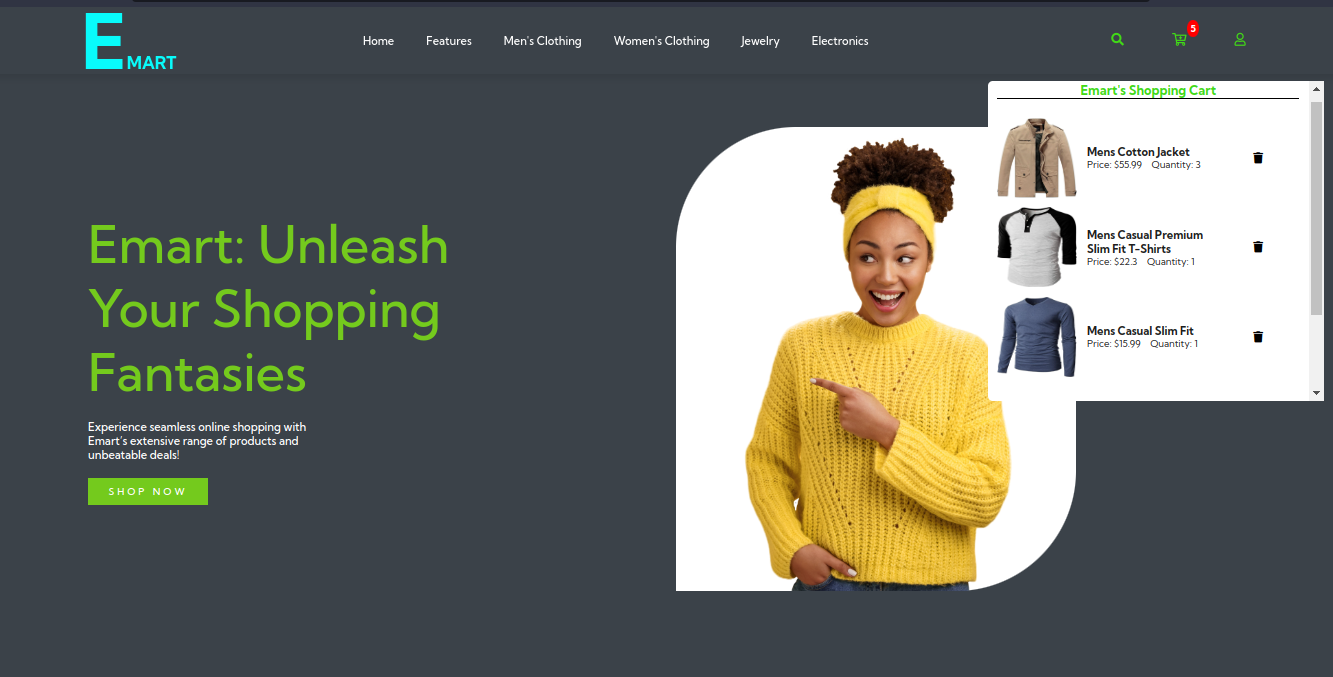 E MART
Home
Features
Men's Clothing
Women's Clothing
Jewelry
Electronics
5
Emart's Shopping Cart
Mens Cotton Jacket
Price: $55.99 Quantity: 3
Mens Casual Premium
Slim Fit T-Shirts
Price: $22.3 Quantity: 1
Mens Casual Slim Fit
Price: $15.99 Quantity: 1
Emart: Unleash
Your Shopping
Fantasies
Experience seamless online shopping with
Emart's extensive range of products and
unbeatable deals!
SHOP NOW